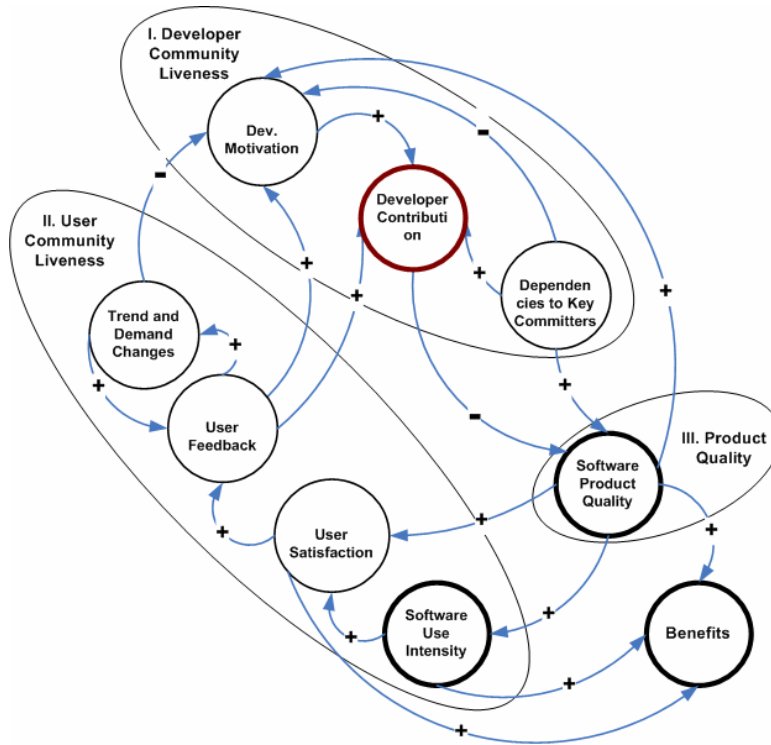 I. Developer
Community
Liveness
Dev.
Motivation
+
-
Developer
Contributi
on
-
II. User
Community
Liveness
+
+
+
+
Dependen
cies to Key
Committers
Trend and
Demand
Changes
+
+
+
User
Feedback
-
III. Product
Quality
Software
Product
Quality
+
+
+
User
Satisfaction
+
+
Software
Use
Intensity
Benefits
+
+